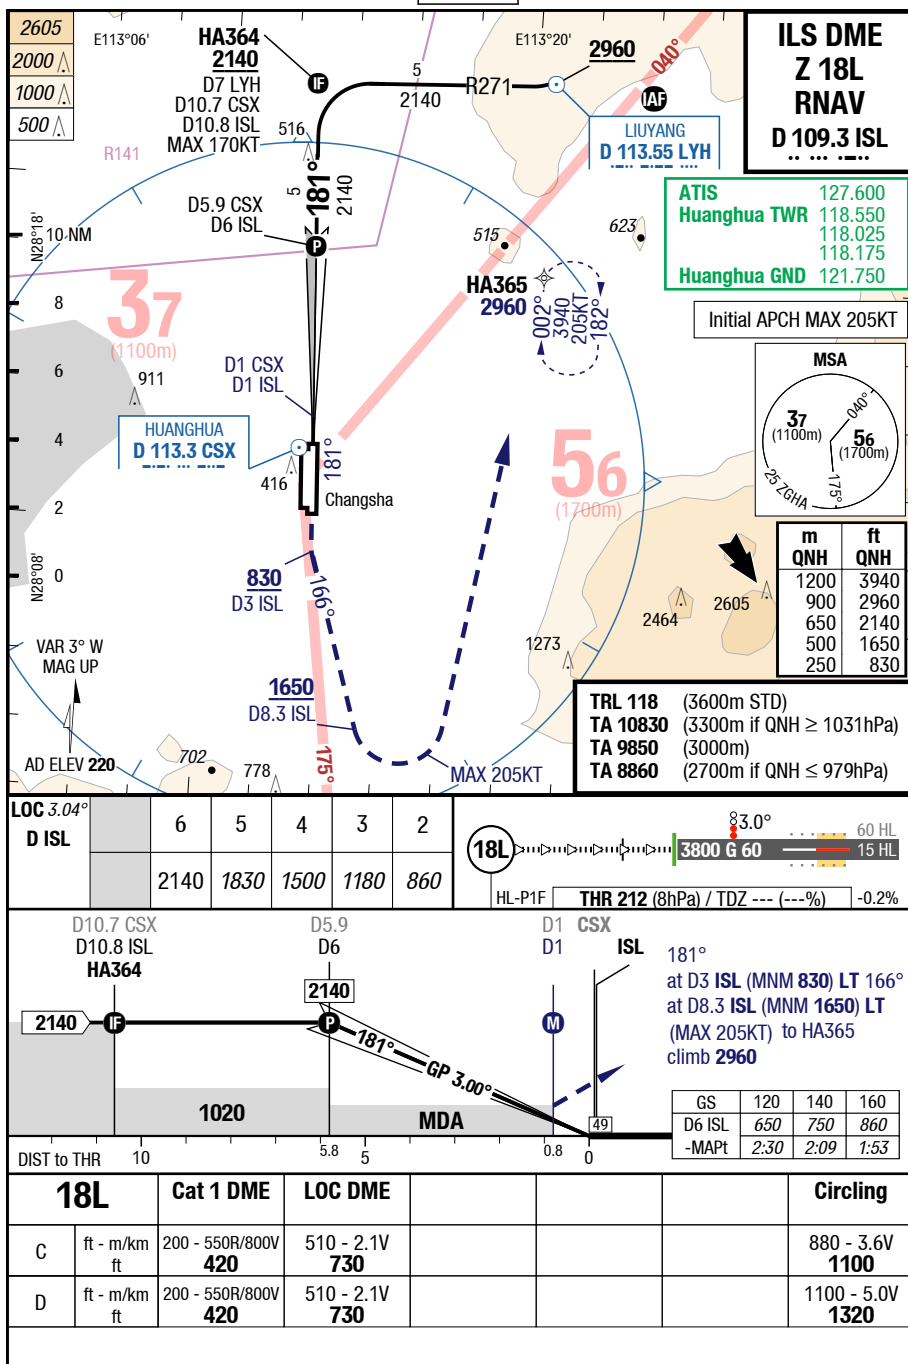 2605
2000
1000
500
E113°06'
HA364
2140
D7 LYH
D10.7 CSX
D10.8 ISL
MAX 170KT
IF
5
2140
R271
E113°20'
2960
040°
IAF
LIUYANG
D 113.55 LYH
ILS DME
Z 18L
RNAV
D 109.3 ISL
516
R141
5
181°
2140
D5.9 CSX
D6 ISL
P
ATIS 127.600
Huanghua TWR 118.550
118.025
118.175
Huanghua GND 121.750
N28°18'
10 NM
8
6
4
2
0
N28°08'
515
623
HA365
2960
002°
3940
205KT
182°
Initial APCH MAX 205KT
37
(1100m)
911
D1 CSX
D1 ISL
HUANGHUA
D 113.3 CSX
416
181°
Changsha
56
(1700m)
MSA
37
(1100m)
040°
56
(1700m)
175°
25 ZGHA
m ft
QNH QNH
1200 3940
900 2960
650 2140
500 1650
250 830
830
D3 ISL
166°
2464
2605
1273
VAR 3° W
MAG UP
1650
D8.3 ISL
AD ELEV 220
702
778
175°
MAX 205KT
TRL 118 (3600m STD)
TA 10830 (3300m if QNH ≥ 1031hPa)
TA 9850 (3000m)
TA 8860 (2700m if QNH ≤ 979hPa)
LOC 3.04°
D ISL
6 5 4 3 2
2140 1830 1500 1180 860
18L
3.0°
3800 G 60
60 HL
15 HL
HL-P1F
THR 212 (8hPa) / TDZ --- (---%)
-0.2%
D10.7 CSX D5.9 D1 CSX
D10.8 ISL D6 D1 ISL
HA364
2140
IF
2140
P
181°
GP 3.00°
M
1020
MDA
49
181°
at D3 ISL (MNM 830) LT 166°
at D8.3 ISL (MNM 1650) LT
(MAX 205KT) to HA365
climb 2960
GS 120 140 160
D6 ISL 650 750 860
-MAPt 2:30 2:09 1:53
DIST to THR 10 5.8 5 0.8 0
18L Cat 1 DME LOC DME Circling
C ft - m/km 200 - 550R/800V 510 - 2.1V 880 - 3.6V
ft 420 730 1100
D ft - m/km 200 - 550R/800V 510 - 2.1V 1100 - 5.0V
ft 420 730 1320